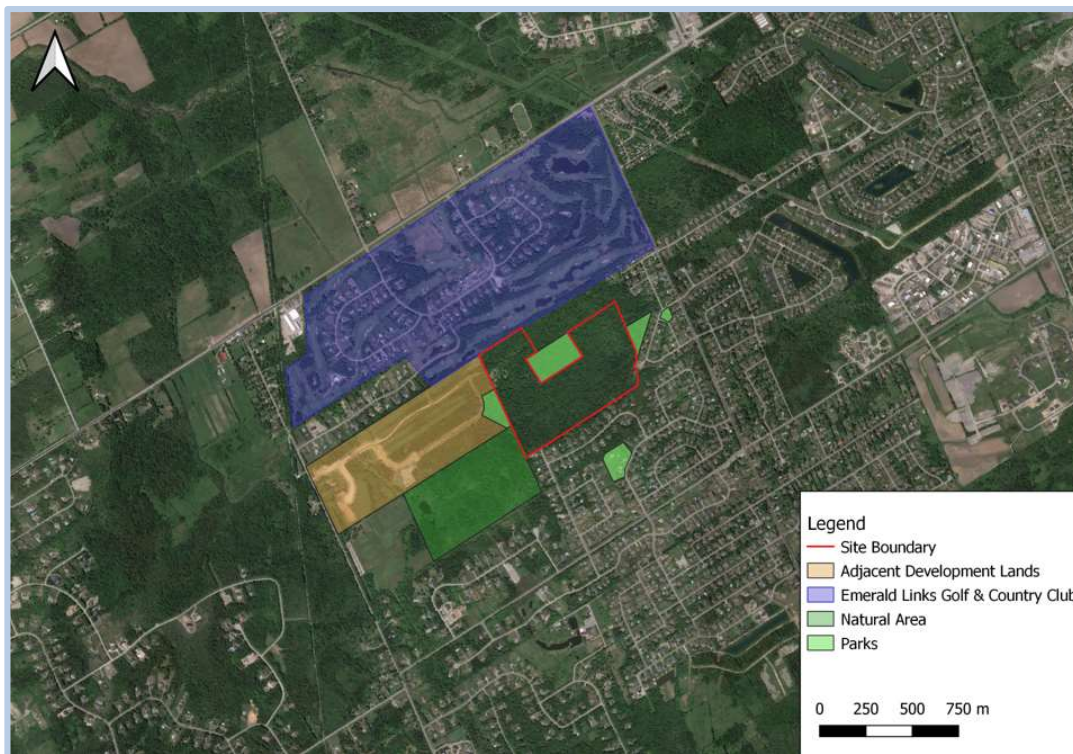 Legend
Site Boundary
Adjacent Development Lands
Emerald Links Golf & Country Club
Natural Area
Parks
0 250 500 750 m